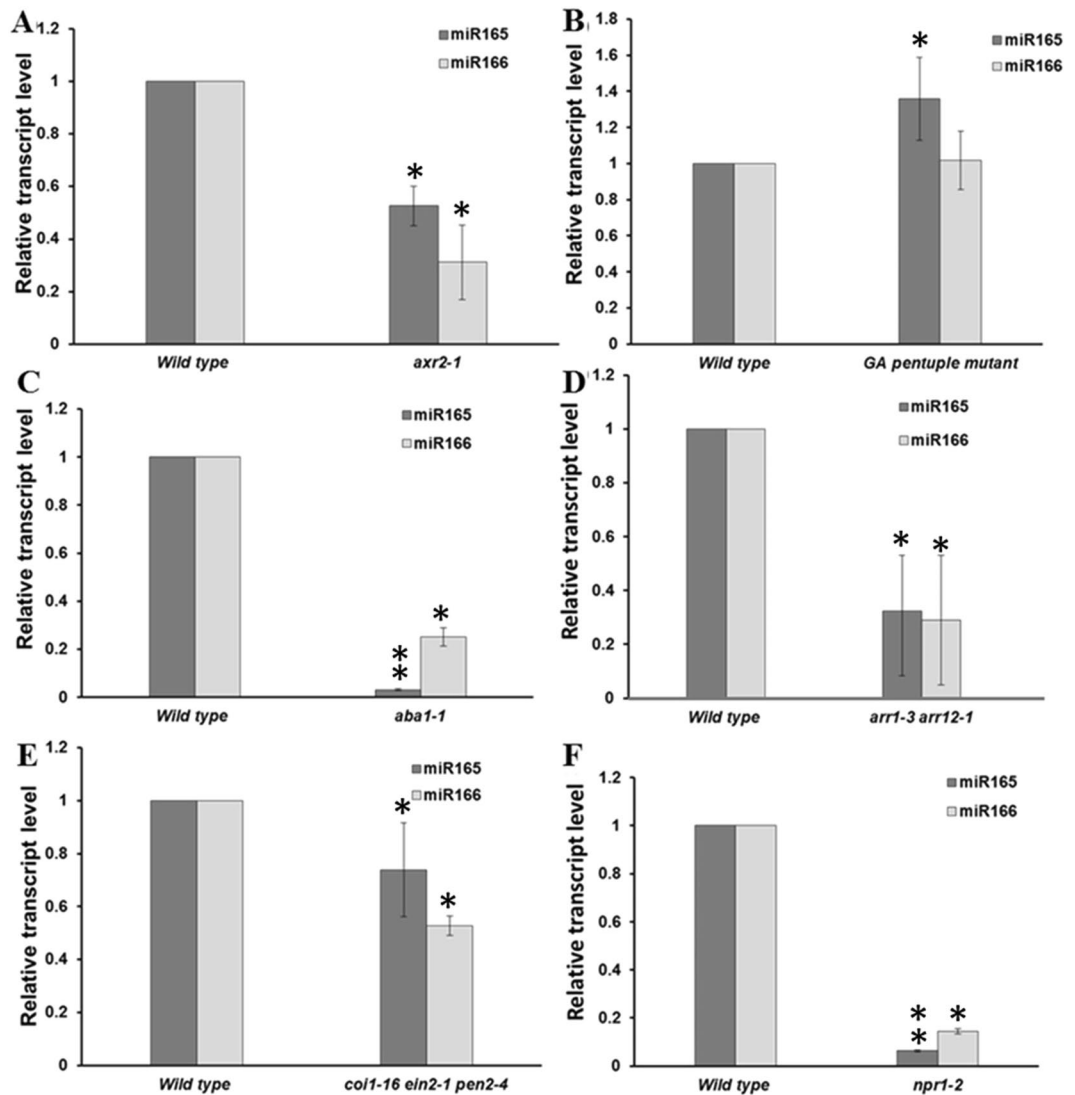 A
Relative transcript level
1.2
1
0.8
0.6
0.4
0.2
0
miR165
miR166
*
*
Wild type
axr2-1
B
Relative transcript level
1.8
1.6
1.4
1.2
1
0.8
0.6
0.4
0.2
0
miR165
miR166
*
Wild type
GA pentuple mutant
C
Relative transcript level
1.2
1
0.8
0.6
0.4
0.2
0
miR165
miR166
*
*
*
Wild type
aba1-1
D
Relative transcript level
1.2
1
0.8
0.6
0.4
0.2
0
miR165
miR166
*
*
Wild type
arr1-3 arr12-1
E
Relative transcript level
1.2
1
0.8
0.6
0.4
0.2
0
miR165
miR166
*
*
Wild type
coi1-16 ein2-1 pen2-4
F
Relative transcript level
1.2
1
0.8
0.6
0.4
0.2
0
miR165
miR166
*
*
*
Wild type
npr1-2